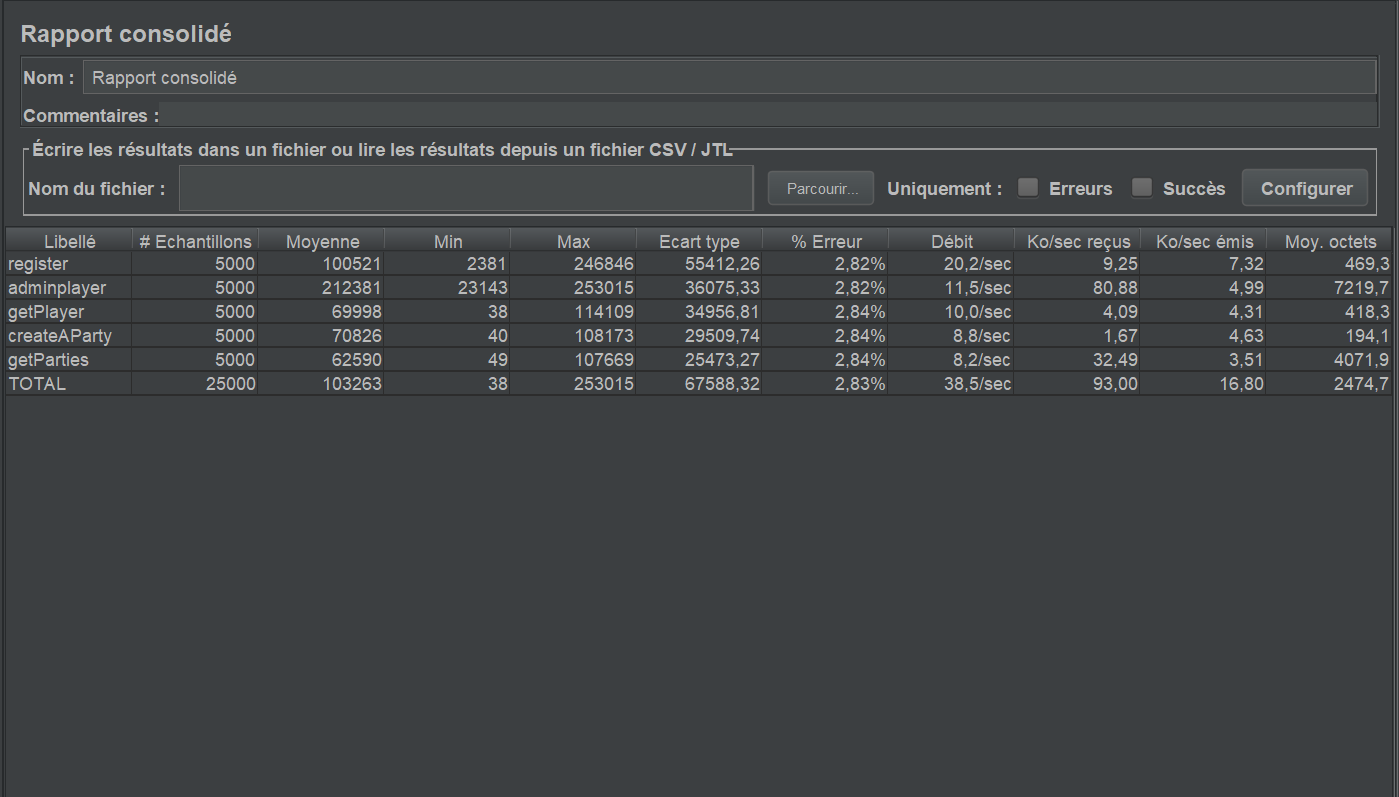 Rapport consolidé
Nom : Rapport consolidé
Commentaires :
Écrire les résultats dans un fichier ou lire les résultats depuis un fichier CSV / JTL
Nom du fichier : Parcourir... Uniquement : Erreurs Succès Configurer
Libellé # Echantillons Moyenne Min Max Ecart type % Erreur Débit Ko/sec reçus Ko/sec émis Moy. octets
register 5000 100521 2381 246846 55412,26 2,82% 20,2/sec 9,25 7,32 469,3
adminplayer 5000 212381 23143 253015 36075,33 2,82% 11,5/sec 80,88 4,99 7219,7
getPlayer 5000 69998 38 114109 34956,81 2,84% 10,0/sec 4,09 4,31 418,3
createAParty 5000 70826 40 108173 29509,74 2,84% 8,8/sec 1,67 4,63 194,1
getParties 5000 62590 49 107669 25473,27 2,84% 8,2/sec 32,49 3,51 4071,9
TOTAL 25000 103263 38 253015 67588,32 2,83% 38,5/sec 93,00 16,80 2474,7